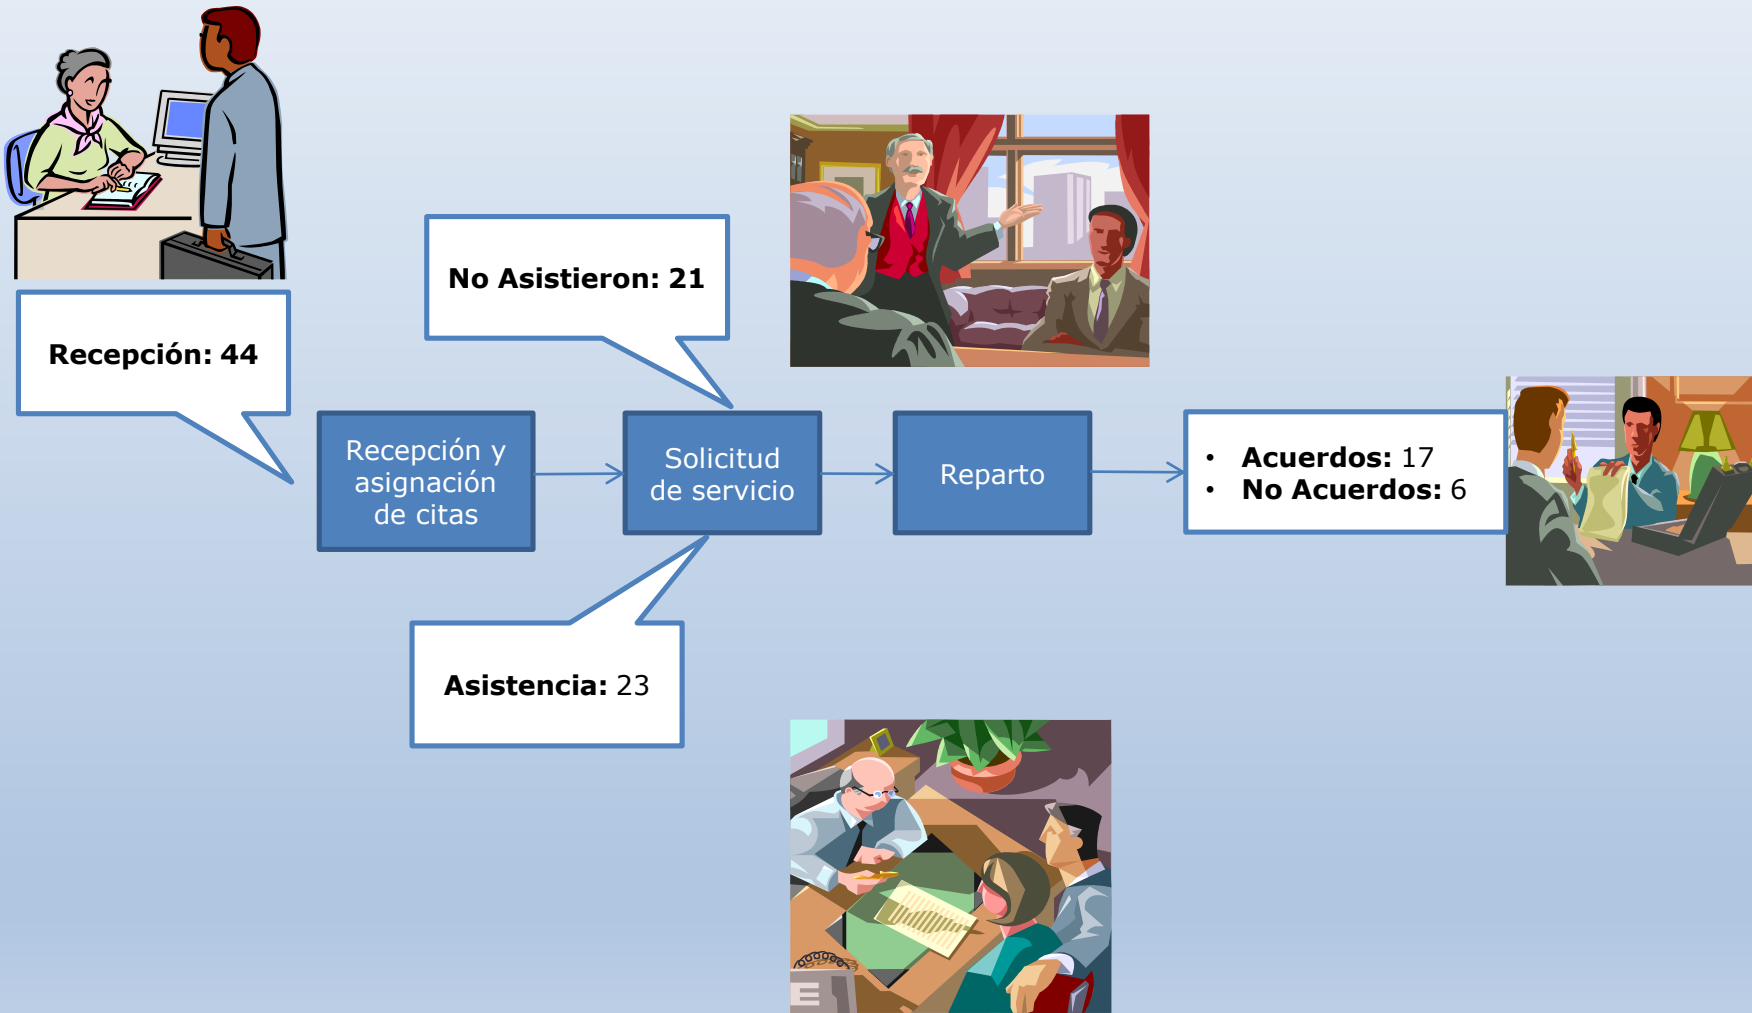 No Asistieron: 21
Recepción: 44
Recepción y
asignación
de citas
Solicitud
de servicio
Reparto
• Acuerdos: 17
• No Acuerdos: 6
Asistencia: 23
E